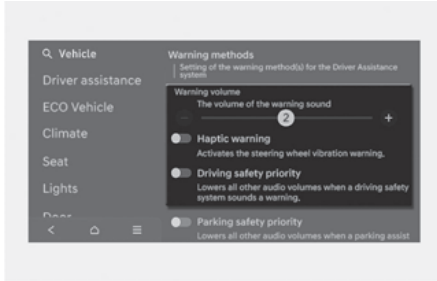 Vehicle
Driver assistance
ECO Vehicle
Climate
Seat
Lights
Door
Warning methods
Setting of the warning method(s) for the Driver Assistance
system
Warning volume
The volume of the warning sound
2
Haptic warning
Activates the steering wheel vibration warning.
Driving safety priority
Lowers all other audio volumes when a driving safety
system sounds a warning.
Parking safety priority
Lowers all other audio volumes when a parking assist